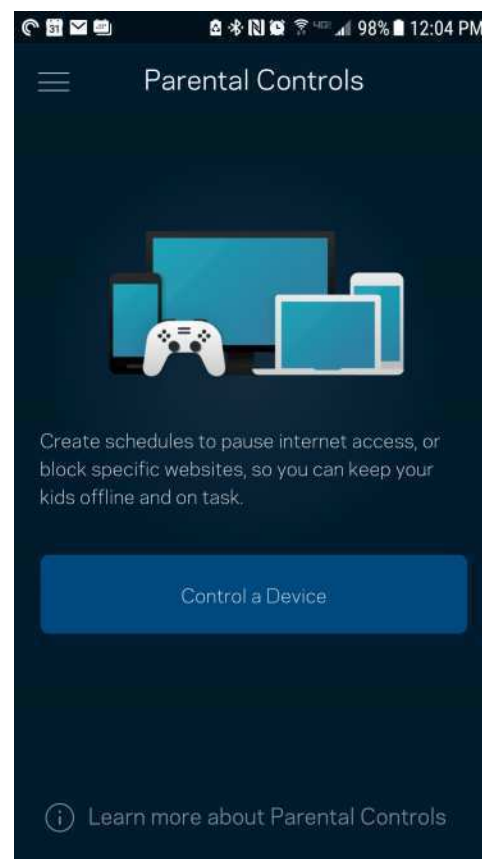 31 98% 12:04 PM
Parental Controls
Create schedules to pause internet access, or
block specific websites, so you can keep your
kids offline and on task.
Control a Device
Learn more about Parental Controls